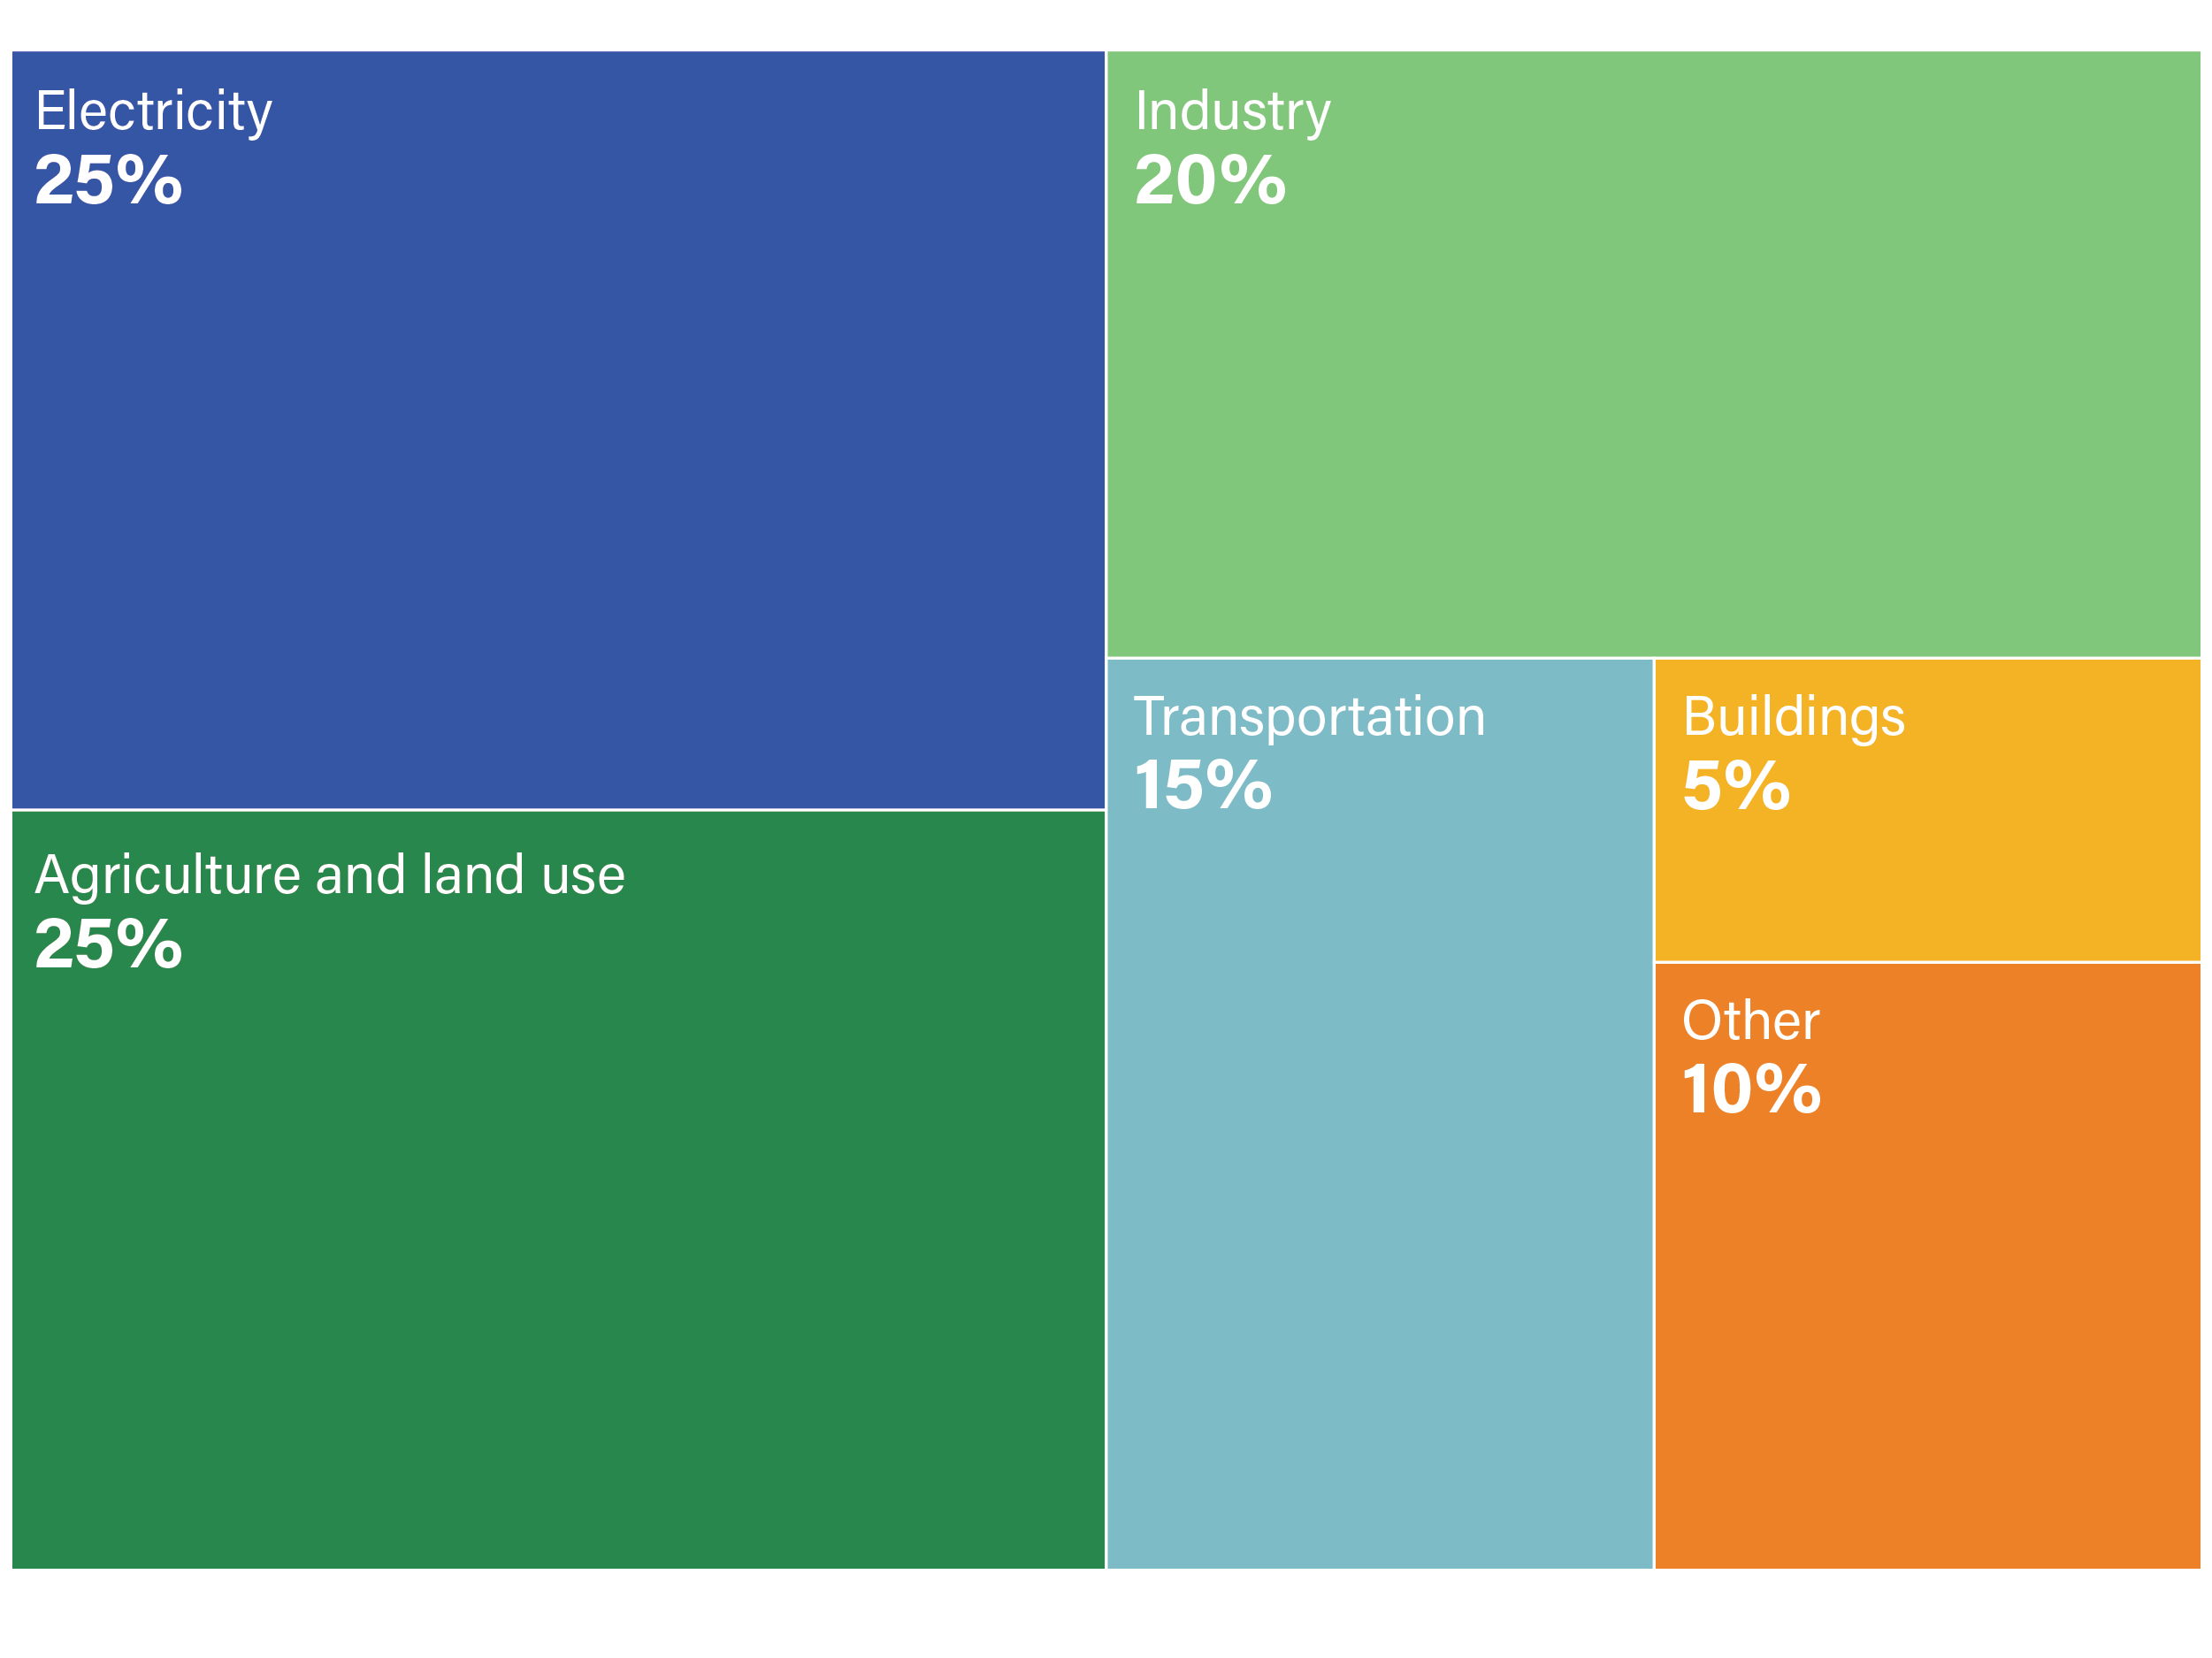 Electricity
25%
Industry
20%
Agriculture and land use
25%
Transportation
15%
Buildings
5%
Other
10%